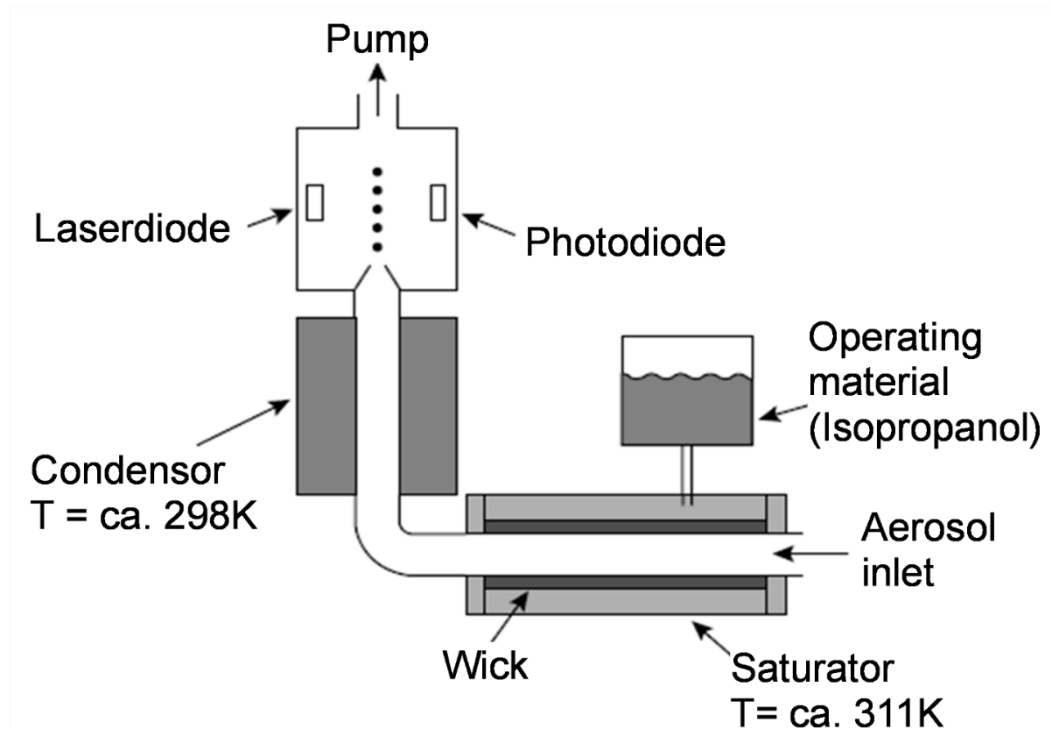 Pump
Laserdiode
Photodiode
Operating
material
(Isopropanol)
Condensor
T = ca. 298K
Aerosol
inlet
Wick
Saturator
T= ca. 311K